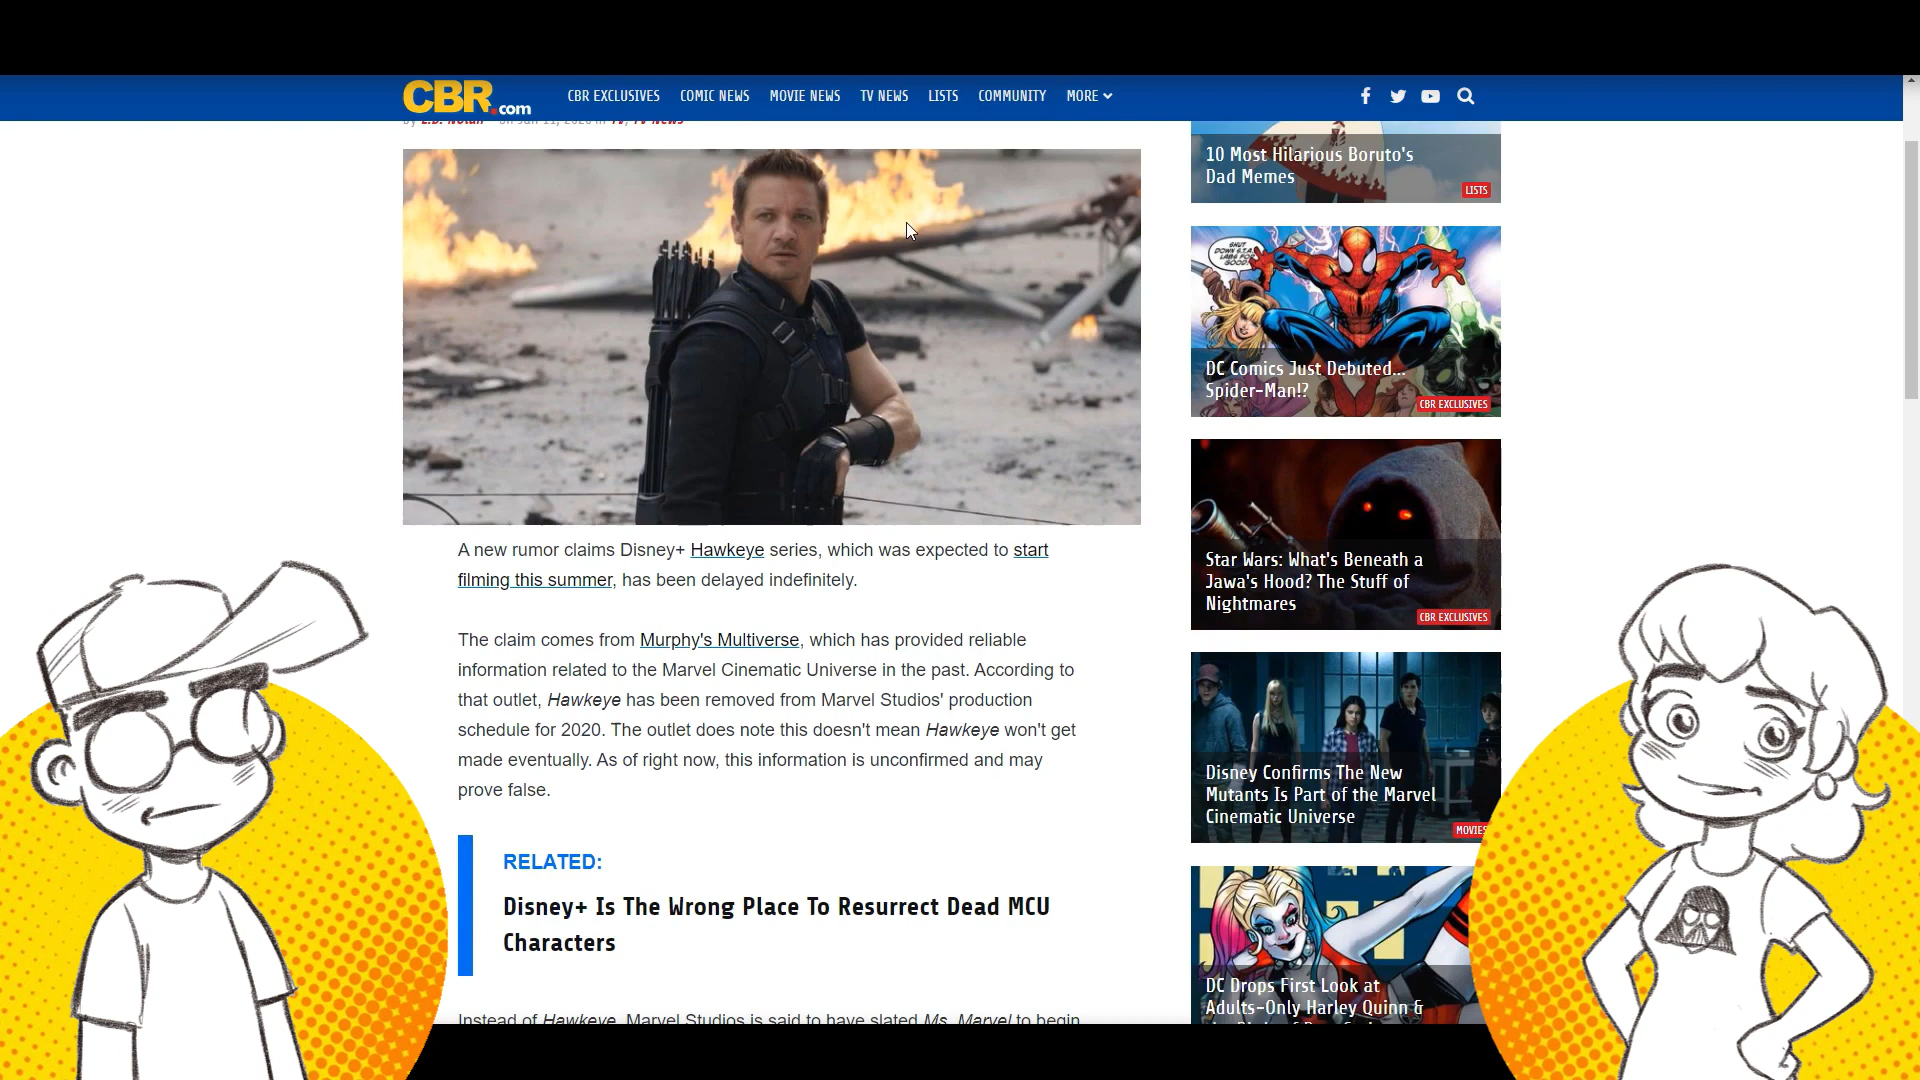 CBR.com
CBR EXCLUSIVES COMIC NEWS MOVIE NEWS TV NEWS LISTS COMMUNITY MORE
A new rumor claims Disney+ Hawkeye series, which was expected to start
filming this summer, has been delayed indefinitely.
The claim comes from Murphy's Multiverse, which has provided reliable
information related to the Marvel Cinematic Universe in the past. According to
that outlet, Hawkeye has been removed from Marvel Studios' production
schedule for 2020. The outlet does note this doesn't mean Hawkeye won't get
made eventually. As of right now, this information is unconfirmed and may
prove false.
RELATED:
Disney+ Is The Wrong Place To Resurrect Dead MCU
Characters
Instead of Hawkeye, Marvel Studios is said to have slated Ms. Marvel to begin
10 Most Hilarious Boruto's
Dad Memes
LISTS
SHUT
DOWN S.T.A.R.
LABS FOR
GOOD!
DC Comics Just Debuted...
Spider-Man!?
CBR EXCLUSIVES
Star Wars: What's Beneath a
Jawa's Hood? The Stuff of
Nightmares
CBR EXCLUSIVES
Disney Confirms The New
Mutants Is Part of the Marvel
Cinematic Universe
MOVIES
DC Drops First Look at
Adults-Only Harley Quinn &